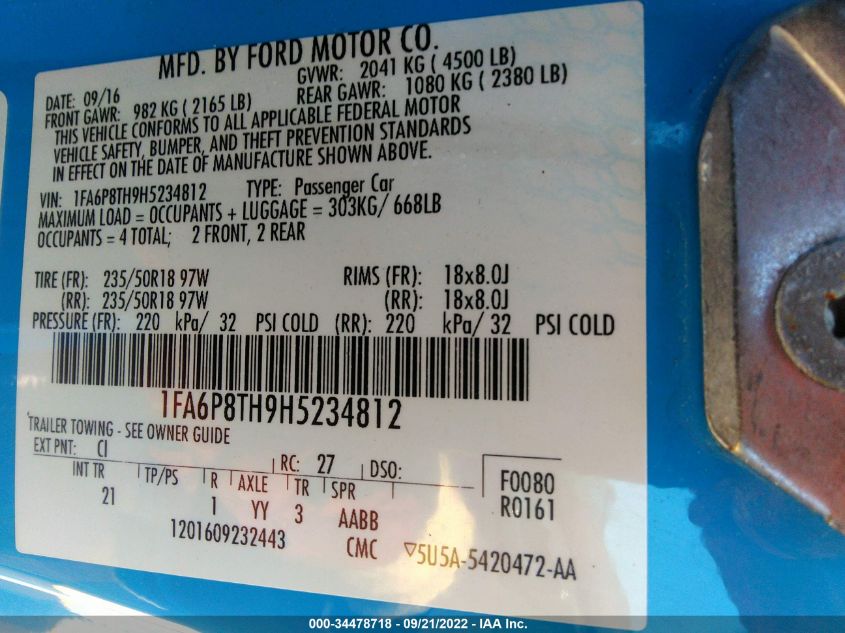 MFD. BY FORD MOTOR CO.
DATE: 09/16 GVWR: 2041 KG ( 4500 LB)
FRONT GAWR: 982 KG ( 2165 LB) REAR GAWR: 1080 KG ( 2380 LB)
THIS VEHICLE CONFORMS TO ALL APPLICABLE FEDERAL MOTOR
VEHICLE SAFETY, BUMPER, AND THEFT PREVENTION STANDARDS
IN EFFECT ON THE DATE OF MANUFACTURE SHOWN ABOVE.
VIN: 1FA6P8TH9H5234812 TYPE: Passenger Car
MAXIMUM LOAD = OCCUPANTS + LUGGAGE = 303KG/ 668LB
OCCUPANTS = 4 TOTAL; 2 FRONT, 2 REAR
TIRE (FR): 235/50R18 97W RIMS (FR): 18x8.0J
(RR): 235/50R18 97W (RR): 18x8.0J
PRESSURE (FR): 220 kPa/ 32 PSI COLD (RR): 220 kPa/ 32 PSI COLD
1FA6P8TH9H5234812
TRAILER TOWING - SEE OWNER GUIDE
EXT PNT: CI RC: 27 DSO:
INT TR TP/PS R AXLE TR SPR F0080
21 1 YY 3 AABB R0161
1201609232443 CMC 5U5A-5420472-AA
000-34478718 - 09/21/2022 - IAA Inc.